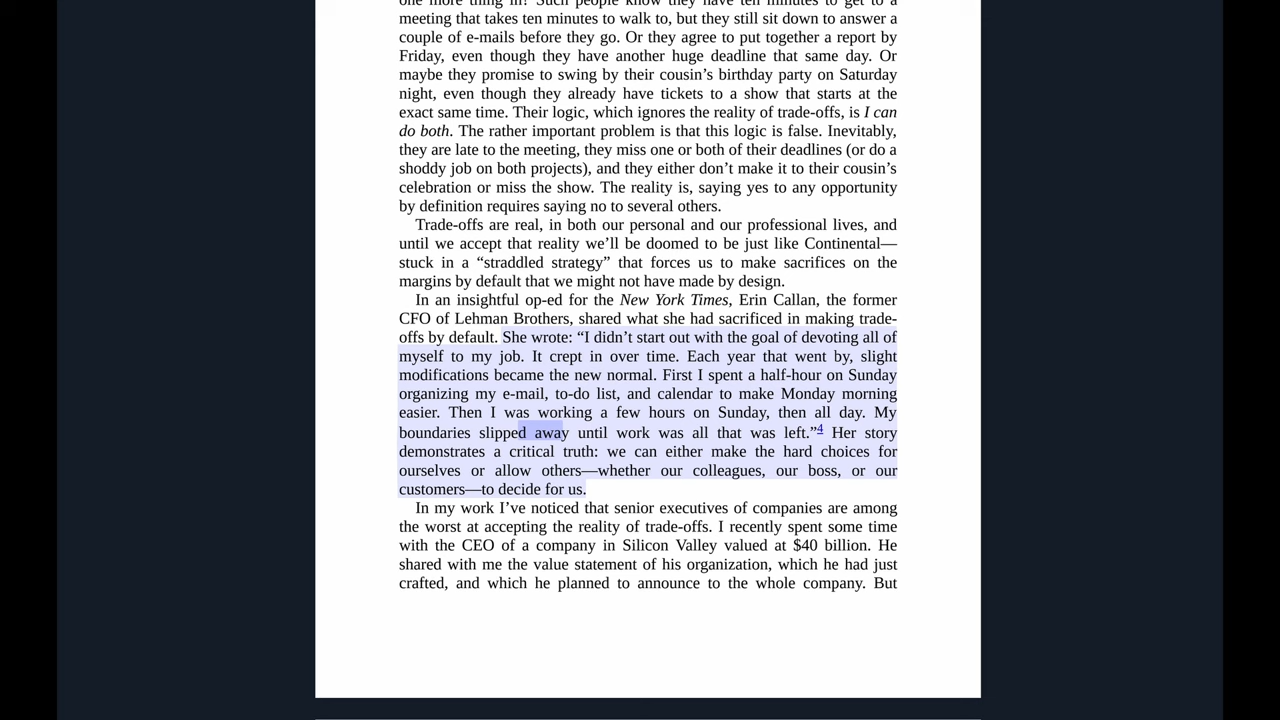 one more thing in? Such people know they have ten minutes to get to a
meeting that takes ten minutes to walk to, but they still sit down to answer a
couple of e-mails before they go. Or they agree to put together a report by
Friday, even though they have another huge deadline that same day. Or
maybe they promise to swing by their cousin’s birthday party on Saturday
night, even though they already have tickets to a show that starts at the
exact same time. Their logic, which ignores the reality of trade-offs, is I can
do both. The rather important problem is that this logic is false. Inevitably,
they are late to the meeting, they miss one or both of their deadlines (or do a
shoddy job on both projects), and they either don’t make it to their cousin’s
celebration or miss the show. The reality is, saying yes to any opportunity
by definition requires saying no to several others.
Trade-offs are real, in both our personal and our professional lives, and
until we accept that reality we’ll be doomed to be just like Continental—
stuck in a “straddled strategy” that forces us to make sacrifices on the
margins by default that we might not have made by design.
In an insightful op-ed for the New York Times, Erin Callan, the former
CFO of Lehman Brothers, shared what she had sacrificed in making trade-
offs by default. She wrote: “I didn’t start out with the goal of devoting all of
myself to my job. It crept in over time. Each year that went by, slight
modifications became the new normal. First I spent a half-hour on Sunday
organizing my e-mail, to-do list, and calendar to make Monday morning
easier. Then I was working a few hours on Sunday, then all day. My
boundaries slipped away until work was all that was left.”4 Her story
demonstrates a critical truth: we can either make the hard choices for
ourselves or allow others—whether our colleagues, our boss, or our
customers—to decide for us.
In my work I’ve noticed that senior executives of companies are among
the worst at accepting the reality of trade-offs. I recently spent some time
with the CEO of a company in Silicon Valley valued at $40 billion. He
shared with me the value statement of his organization, which he had just
crafted, and which he planned to announce to the whole company. But